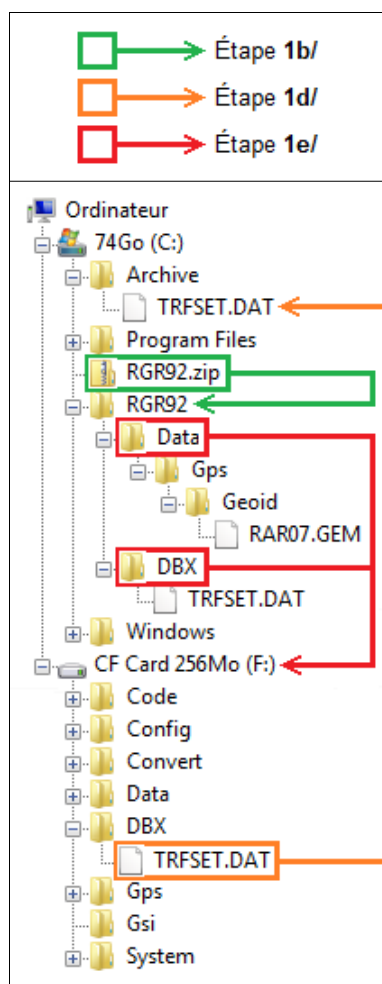 Étape 1b/
Étape 1d/
Étape 1e/
Ordinateur
74Go (C:)
Archive
TRFSET.DAT
Program Files
RGR92.zip
RGR92
Data
Gps
Geoid
RAR07.GEM
DBX
TRFSET.DAT
Windows
CF Card 256Mo (F:)
Code
Config
Convert
Data
DBX
TRFSET.DAT
Gps
Gsi
System